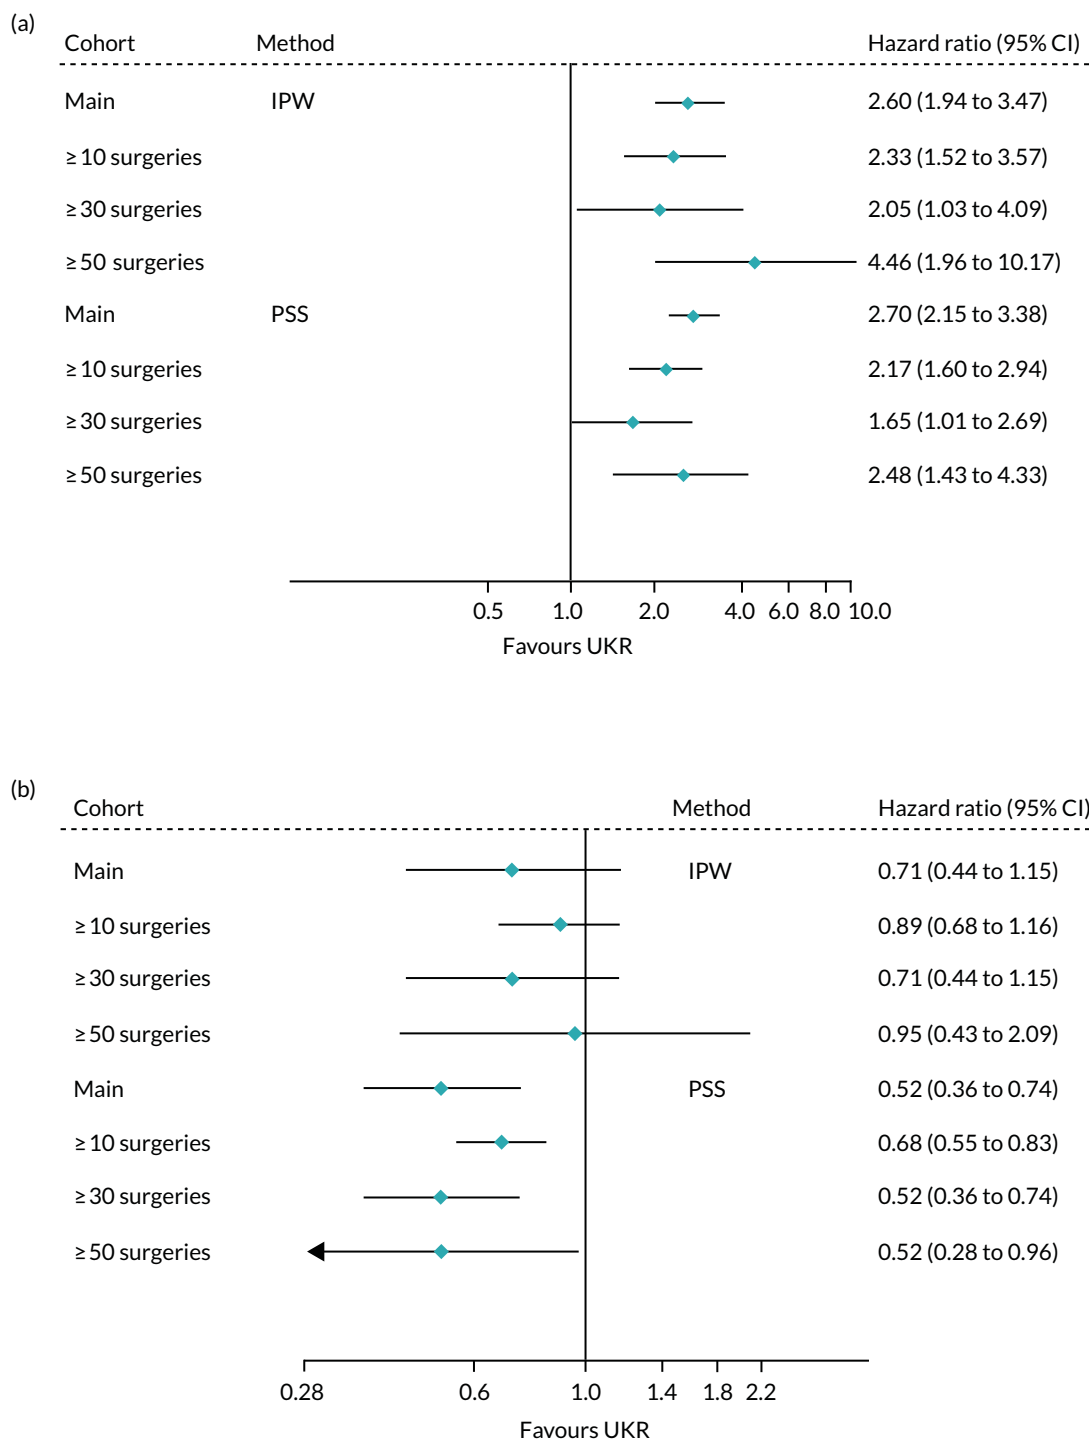 (a)
Cohort Method Hazard ratio (95% CI)
Main IPW 2.60 (1.94 to 3.47)
≥ 10 surgeries 2.33 (1.52 to 3.57)
≥ 30 surgeries 2.05 (1.03 to 4.09)
≥ 50 surgeries 4.46 (1.96 to 10.17)
Main PSS 2.70 (2.15 to 3.38)
≥ 10 surgeries 2.17 (1.60 to 2.94)
≥ 30 surgeries 1.65 (1.01 to 2.69)
≥ 50 surgeries 2.48 (1.43 to 4.33)
0.5 1.0 2.0 4.0 6.0 8.0 10.0
Favours UKR
(b)
Cohort Method Hazard ratio (95% CI)
Main IPW 0.71 (0.44 to 1.15)
≥ 10 surgeries 0.89 (0.68 to 1.16)
≥ 30 surgeries 0.71 (0.44 to 1.15)
≥ 50 surgeries 0.95 (0.43 to 2.09)
Main PSS 0.52 (0.36 to 0.74)
≥ 10 surgeries 0.68 (0.55 to 0.83)
≥ 30 surgeries 0.52 (0.36 to 0.74)
≥ 50 surgeries 0.52 (0.28 to 0.96)
0.28 0.6 1.0 1.4 1.8 2.2
Favours UKR